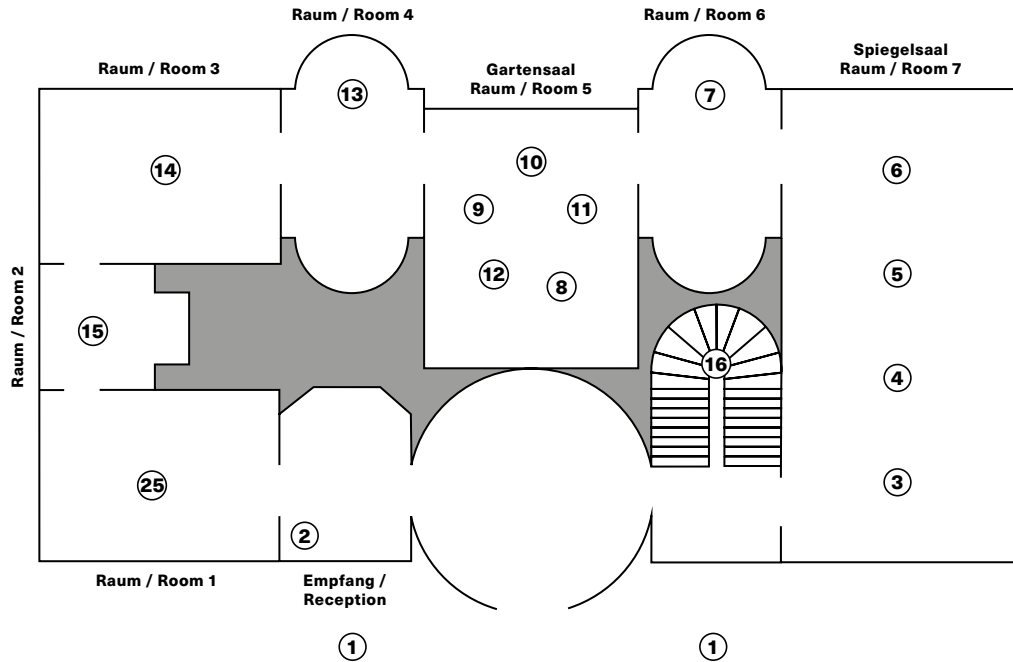 Raum / Room 4
Raum / Room 6
Raum / Room 3
Gartensaal
Raum / Room 5
Spiegelsaal
Raum / Room 7
13
7
14
10
6
9
11
12
8
5
Raum / Room 2
15
16
4
25
3
2
Raum / Room 1
Empfang /
Reception
1
1